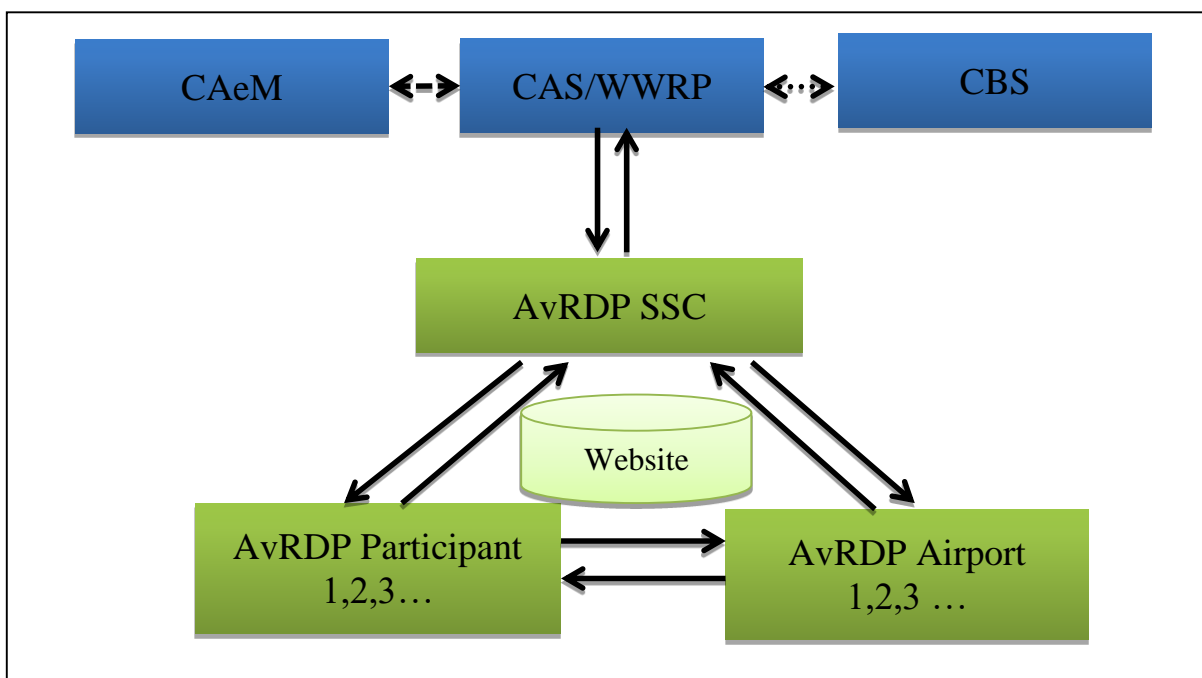 CAeM
CAS/WWRP
CBS
AvRDP SSC
Website
AvRDP Participant
1,2,3…
AvRDP Airport
1,2,3 …